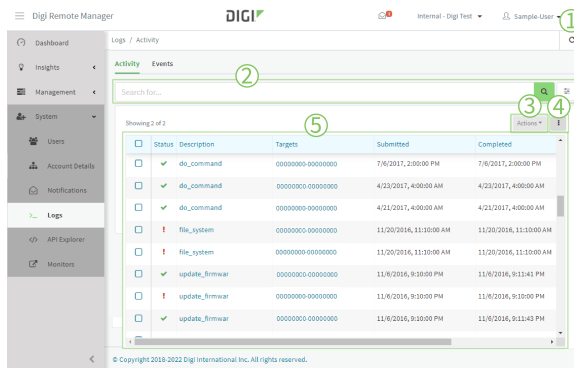 Digi Remote Manager
DIGI
Internal - Digi Test
Sample-User
1
Dashboard
Insights
Management
System
Users
Account Details
Notifications
>_ Logs
</> API Explorer
Monitors
Logs / Activity
Activity Events
2
Search for...
3 4
Showing 2 of 2
5
Actions
Status Description Targets Submitted Completed
do_command 00000000-00000000 7/6/2017, 2:00:00 PM 7/6/2017, 2:00:00 PM
do_command 00000000-00000000 4/23/2017, 4:00:00 AM 4/23/2017, 4:00:00 AM
do_command 00000000-00000000 4/21/2017, 4:00:00 AM 4/21/2017, 4:00:00 AM
! file_system 00000000-00000000 11/20/2016, 11:10:00 AM 11/20/2016, 11:10:00 AM
! file_system 00000000-00000000 11/20/2016, 11:10:00 AM 11/20/2016, 11:10:00 AM
update_firmwar 00000000-00000000 11/6/2016, 9:10:00 PM 11/6/2016, 9:11:41 PM
! update_firmwar 00000000-00000000 11/6/2016, 9:10:00 PM 11/6/2016, 9:10:00 PM
update_firmwar 00000000-00000000 11/6/2016, 9:10:00 PM 11/6/2016, 9:11:43 PM
© Copyright 2018-2022 Digi International Inc. All rights reserved.